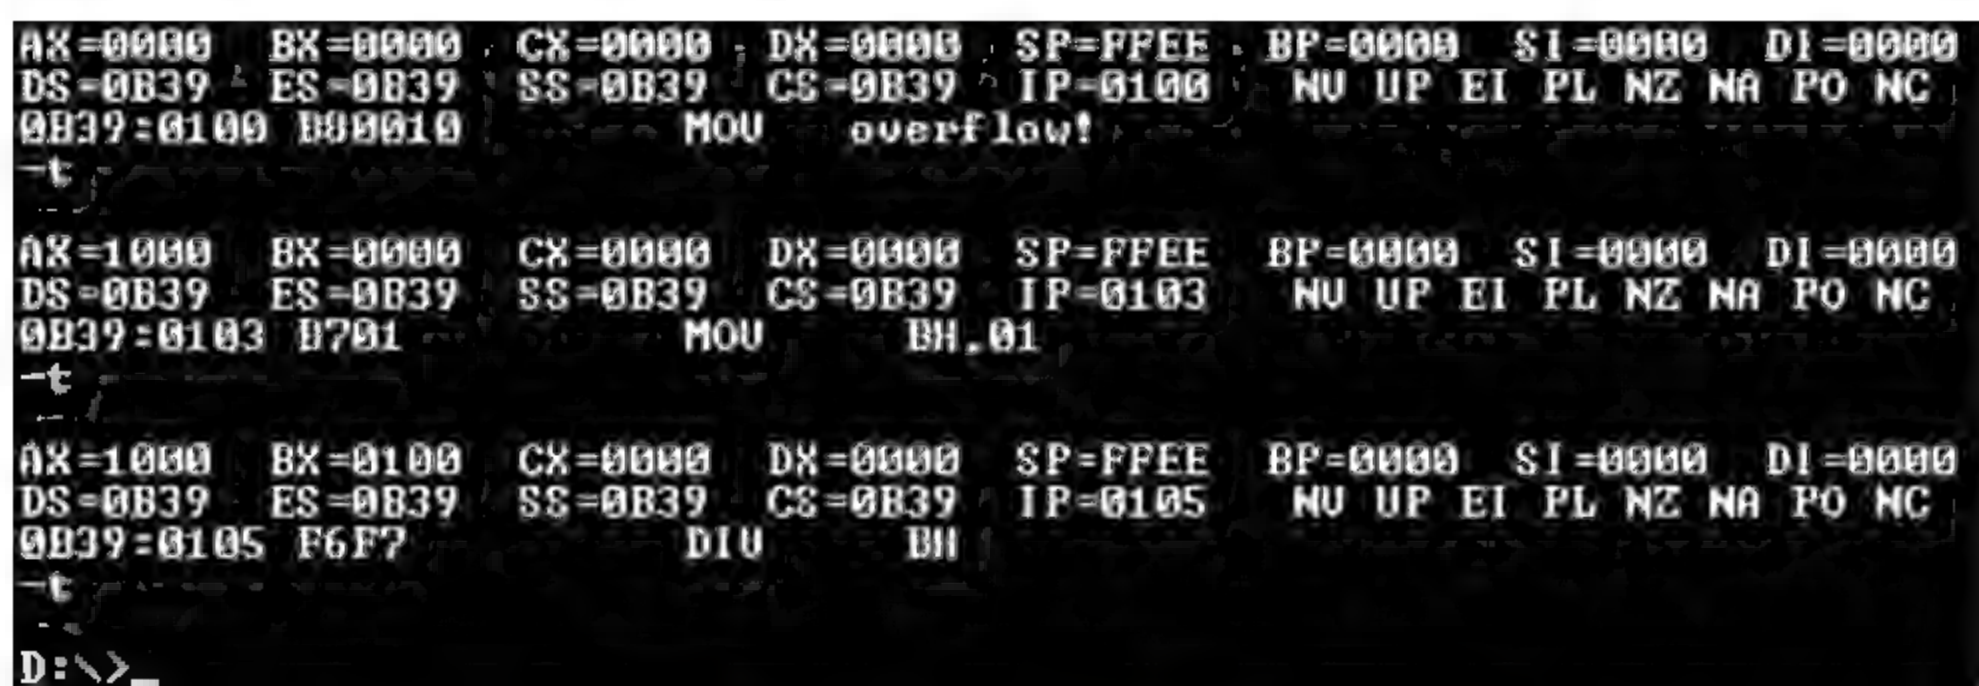 AX=0000 BX=0000 CX=0000 DX=0000 SP=FFEE BP=0000 SI=0000 DI=0000
DS=0B39 ES=0B39 SS=0B39 CS=0B39 IP=0100 NV UP EI PL NZ NA PO NC
0B39:0100 B80010 MOV overflow!
-t
AX=1000 BX=0000 CX=0000 DX=0000 SP=FFEE BP=0000 SI=0000 DI=0000
DS=0B39 ES=0B39 SS=0B39 CS=0B39 IP=0103 NV UP EI PL NZ NA PO NC
0B39:0103 B701 MOV BH,01
-t
AX=1000 BX=0100 CX=0000 DX=0000 SP=FFEE BP=0000 SI=0000 DI=0000
DS=0B39 ES=0B39 SS=0B39 CS=0B39 IP=0105 NV UP EI PL NZ NA PO NC
0B39:0105 F6F7 DIV BH
-t
D:\>_